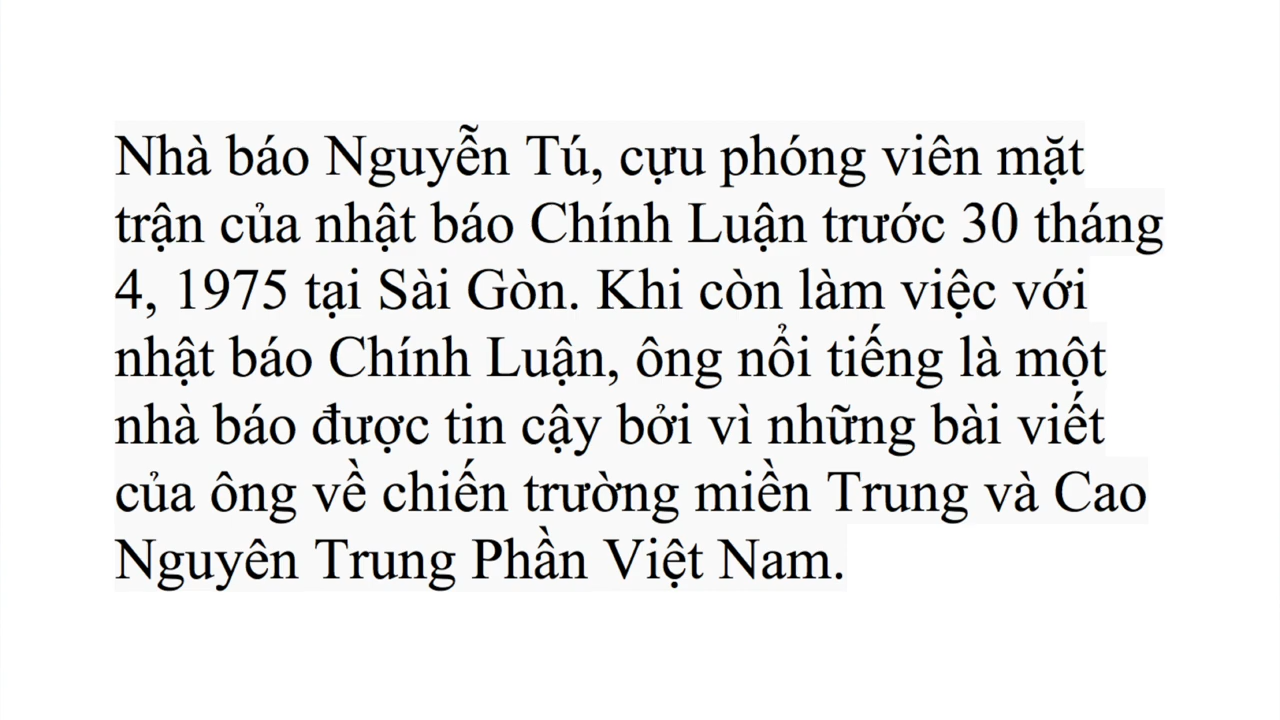 Nhà báo Nguyễn Tú, cựu phóng viên mặt
trận của nhật báo Chính Luận trước 30 tháng
4, 1975 tại Sài Gòn. Khi còn làm việc với
nhật báo Chính Luận, ông nổi tiếng là một
nhà báo được tin cậy bởi vì những bài viết
của ông về chiến trường miền Trung và Cao
Nguyên Trung Phần Việt Nam.